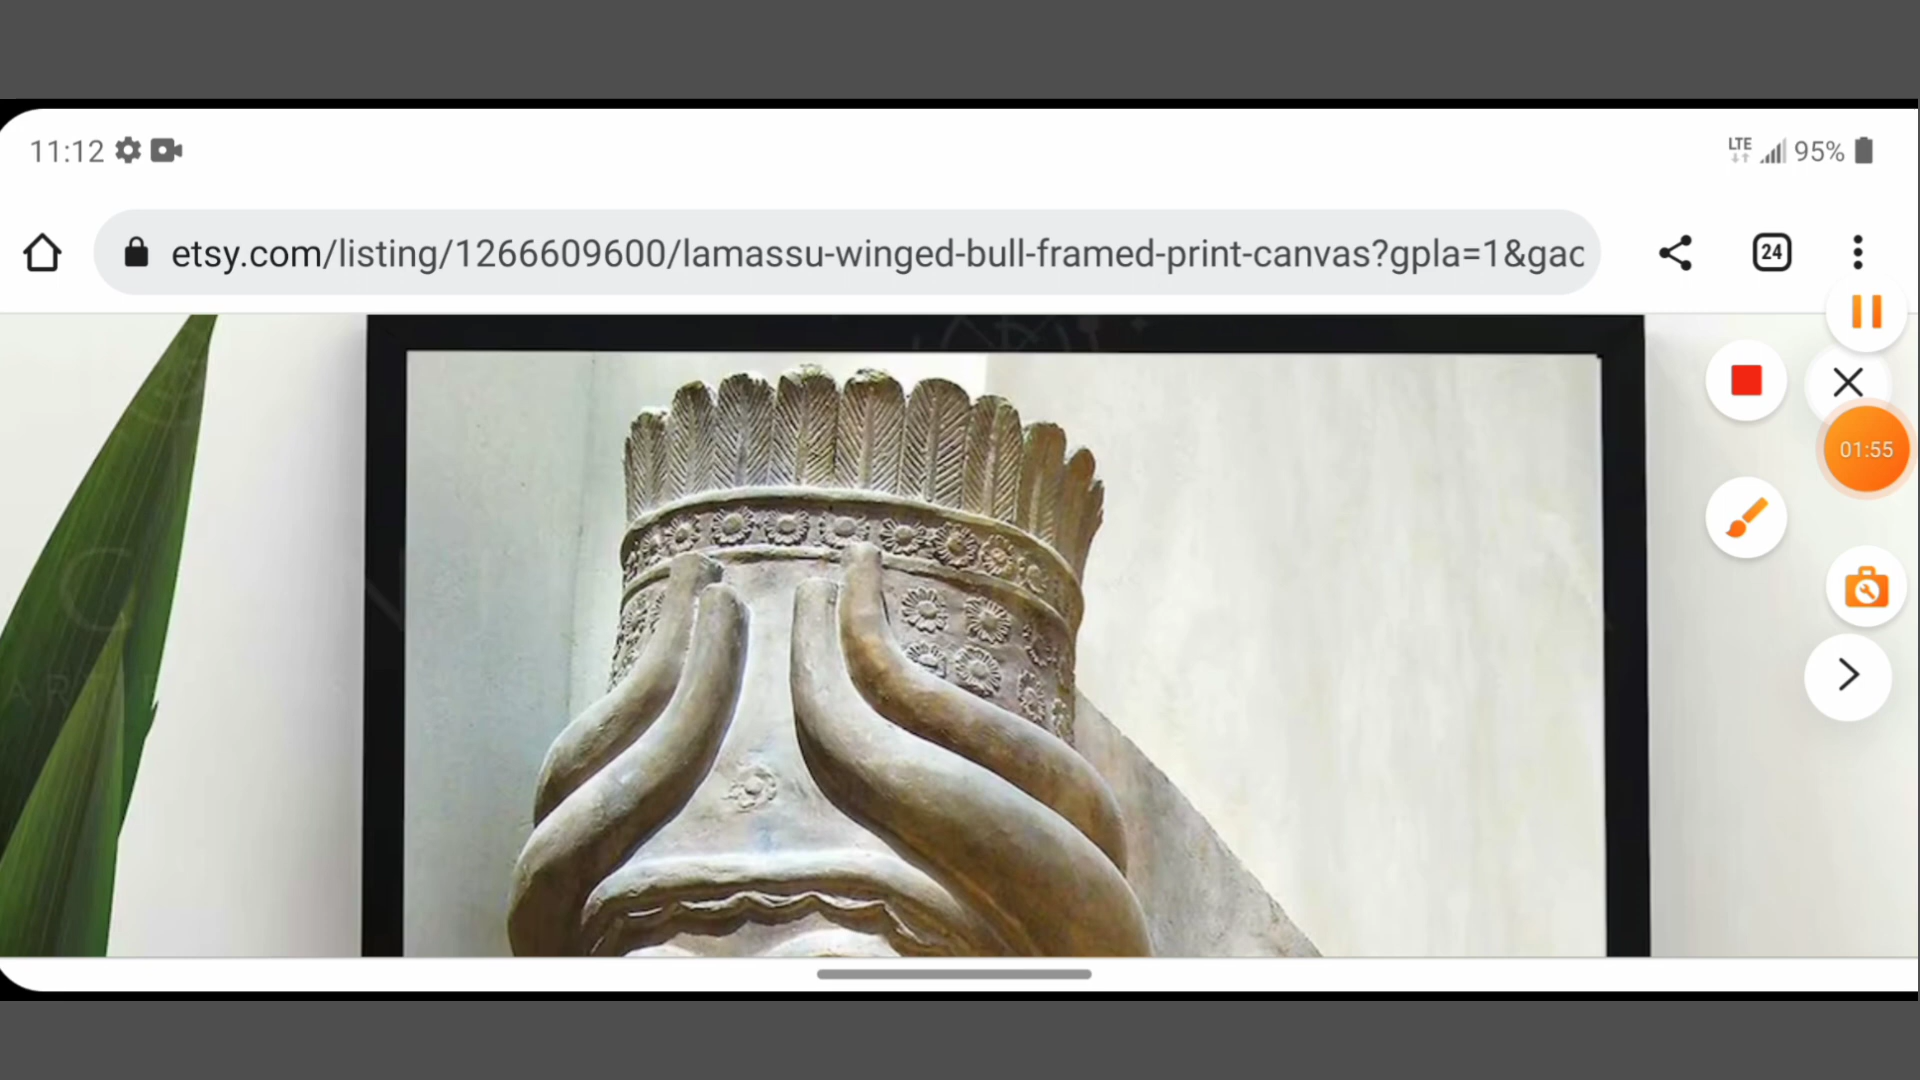 11:12
LTE 95%
etsy.com/listing/1266609600/lamassu-winged-bull-framed-print-canvas?gpla=1&gac
24
01:55